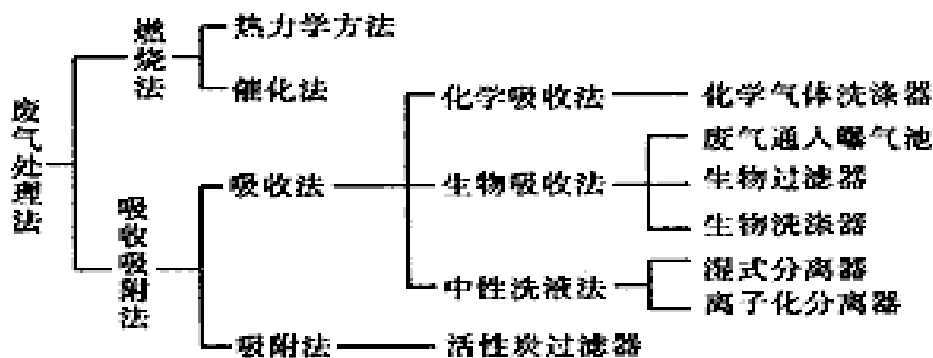 废气处理法
燃烧法
热力学方法
催化法
吸收吸附法
吸收法
化学吸收法
化学气体洗涤器
生物吸收法
废气通人曝气池
生物过滤器
生物洗涤器
中性洗液法
湿式分离器
离子化分离器
吸附法
活性炭过滤器